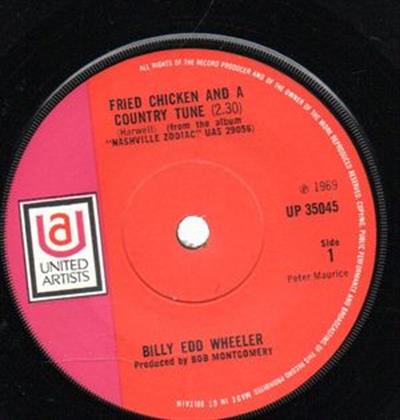 ALL RIGHTS OF THE RECORD PRODUCER AND OF THE OWNER OF THE WORK REPRODUCED RESERVED. COPYING, PUBLIC PERFORMANCE AND BROADCASTING OF THIS RECORD PROHIBITED. MADE IN GT. BRITAIN
FRIED CHICKEN AND A
COUNTRY TUNE (2.30)
(Harwell) (from the album
"NASHVILLE ZODIAC" UAS 29056)
℗ 1969
UP 35045
Side
1
Peter Maurice
UA
UNITED
ARTISTS
BILLY EDD WHEELER
Produced by BOB MONTGOMERY